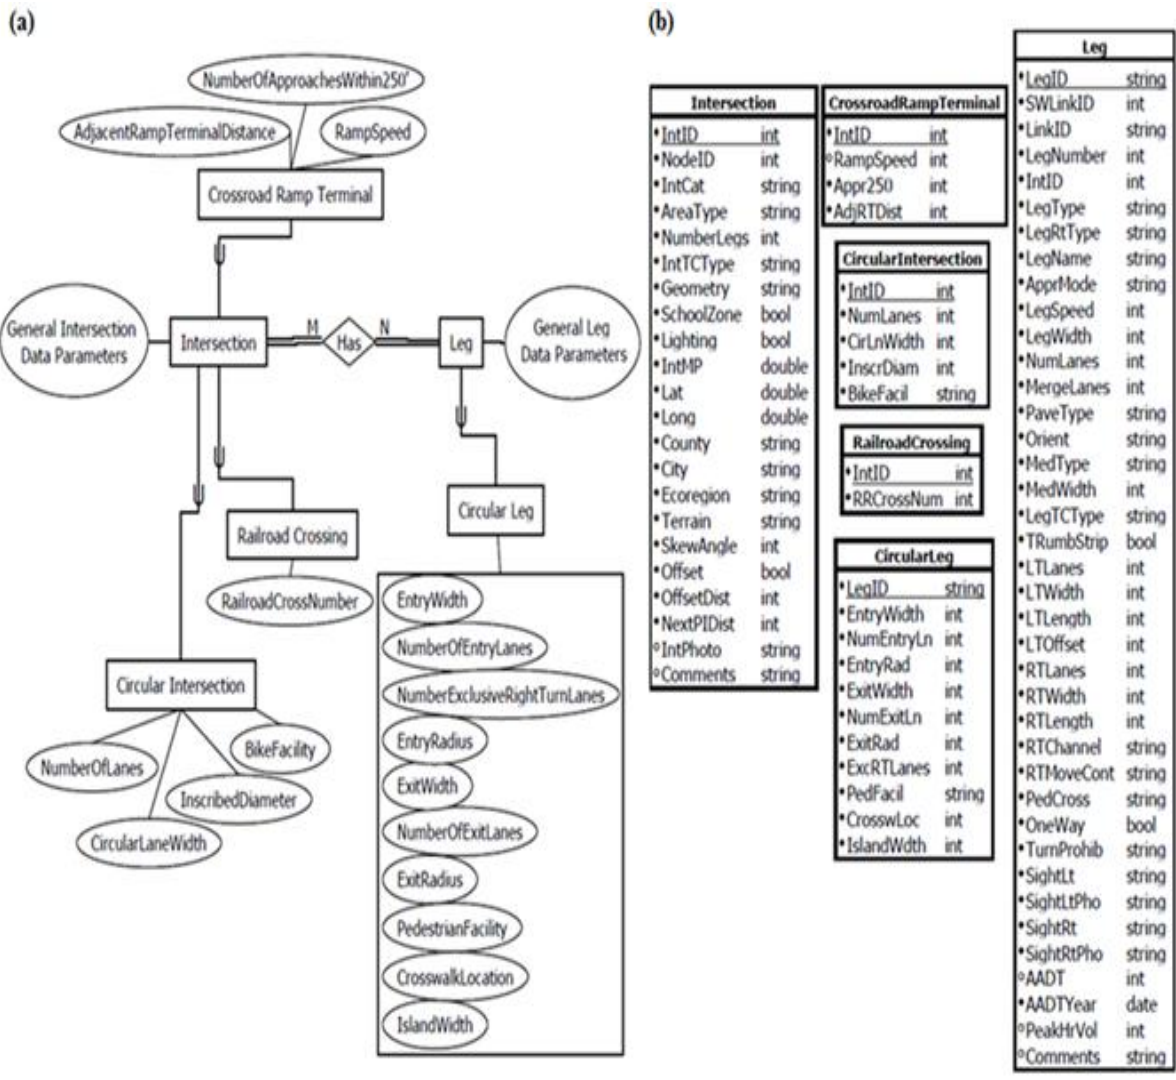 (a)
NumberOfApproachesWithin250'
AdjacentRampTerminalDistance
RampSpeed
Crossroad Ramp Terminal
U
General Intersection
Data Parameters
Intersection
M
Has
N
Leg
General Leg
Data Parameters
U
U
U
Railroad Crossing
RailroadCrossNumber
Circular Leg
Circular Intersection
NumberOfLanes
CircularLaneWidth
InscribedDiameter
BikeFacility
EntryWidth
NumberOfEntryLanes
NumberExclusiveRightTurnLanes
EntryRadius
ExitWidth
NumberOfExitLanes
ExitRadius
PedestrianFacility
CrosswalkLocation
IslandWidth
(b)
Intersection
IntID int
NodeID int
IntCat string
AreaType string
NumberLegs int
IntTCType string
Geometry string
SchoolZone bool
Lighting bool
IntMP double
Lat double
Long double
County string
City string
Ecoregion string
Terrain string
SkewAngle int
Offset bool
OffsetDist int
NextPIDist int
IntPhoto string
Comments string
CrossroadRampTerminal
IntID int
RampSpeed int
Appr250 int
AdjRTDist int
CircularIntersection
IntID int
NumLanes int
CirLnWidth int
InscrDiam int
BikeFacil string
RailroadCrossing
IntID int
RRCrossNum int
CircularLeg
LegID string
EntryWidth int
NumEntryLn int
EntryRad int
ExitWidth int
NumExitLn int
ExitRad int
ExcRTLanes int
PedFacil string
CrosswLoc int
IslandWdth int
Leg
LegID string
SWLinkID int
LinkID string
LegNumber int
IntID int
LegType string
LegRtType string
LegName string
ApprMode string
LegSpeed int
LegWidth int
NumLanes int
MergeLanes int
PaveType string
Orient string
MedType string
MedWidth int
LegTCType string
TRumbStrip bool
LTLanes int
LTWidth int
LTLength int
LTOffset int
RTLanes int
RTWidth int
RTLength int
RTChannel string
RTMoveCont string
PedCross string
OneWay bool
TurnProhib string
SightLt string
SightLtPho string
SightRt string
SightRtPho string
AADT int
AADTYear date
PeakHrVol int
Comments string